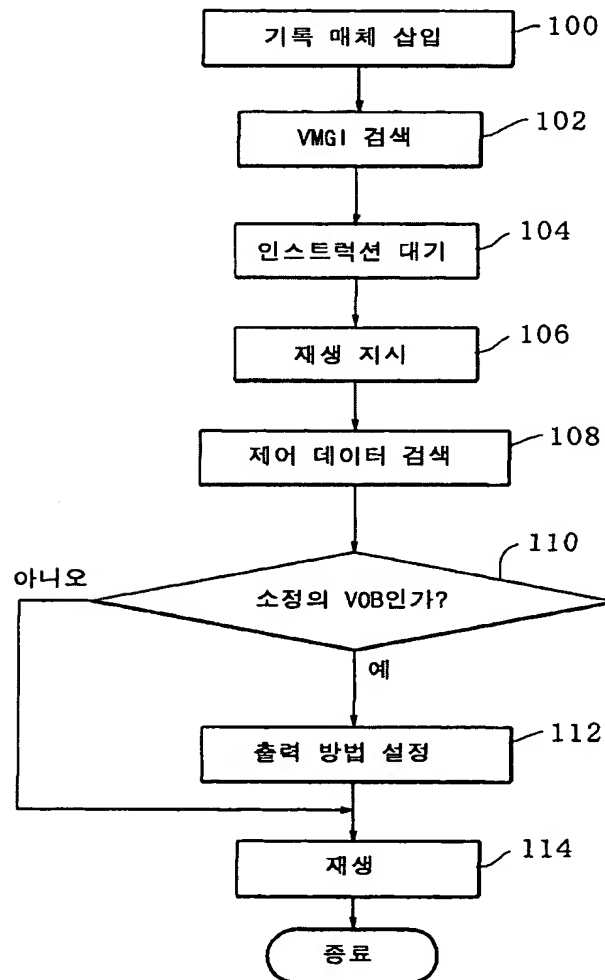 기록 매체 삽입
100
VMGI 검색
102
인스트럭션 대기
104
재생 지시
106
제어 데이터 검색
108
110
아니오
소정의 VOB인가?
예
출력 방법 설정
112
재생
114
종료